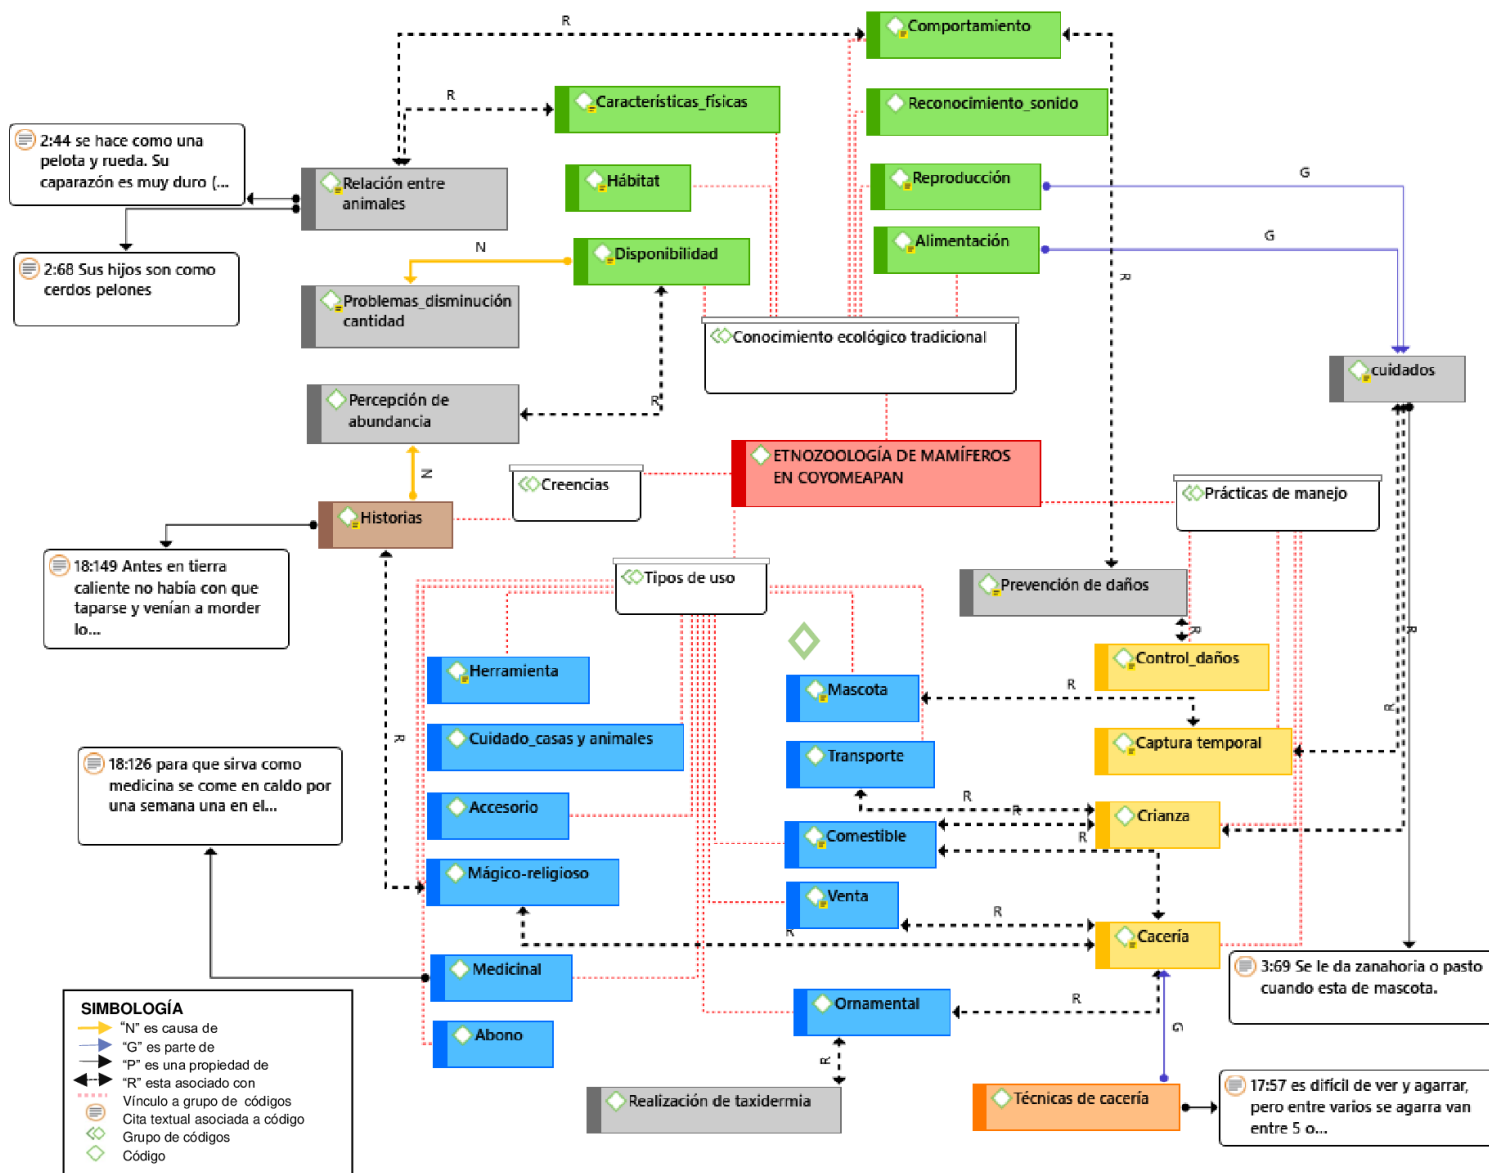 R
Comportamiento
R
Características_físicas
Reconocimiento_sonido
2:44 se hace como una
pelota y rueda. Su
caparazón es muy duro (...
Relación entre
animales
Hábitat
Reproducción
G
N
Disponibilidad
Alimentación
G
2:68 Sus hijos son como
cerdos pelones
Problemas_disminución
cantidad
R
Conocimiento ecológico tradicional
cuidados
Percepción de
abundancia
R
N
ETNOZOOLOGÍA DE MAMÍFEROS
EN COYOMEAPAN
Creencias
Prácticas de manejo
Historias
18:149 Antes en tierra
caliente no había con que
taparse y venían a morder
lo...
Tipos de uso
Prevención de daños
R
R
Herramienta
Control_daños
Mascota
R
R
Cuidado_casas y animales
R
Captura temporal
18:126 para que sirva como
medicina se come en caldo por
una semana una en el...
Transporte
R
Accesorio
R
Crianza
Comestible
R
Mágico-religioso
Venta
R
R
Cacería
Medicinal
3:69 Se le da zanahoria o pasto
cuando esta de mascota.
Ornamental
R
G
Abono
R
Realización de taxidermia
Técnicas de cacería
17:57 es difícil de ver y agarrar,
pero entre varios se agarra van
entre 5 o...
SIMBOLOGÍA
"N" es causa de
"G" es parte de
"P" es una propiedad de
"R" esta asociado con
Vínculo a grupo de códigos
Cita textual asociada a código
Grupo de códigos
Código